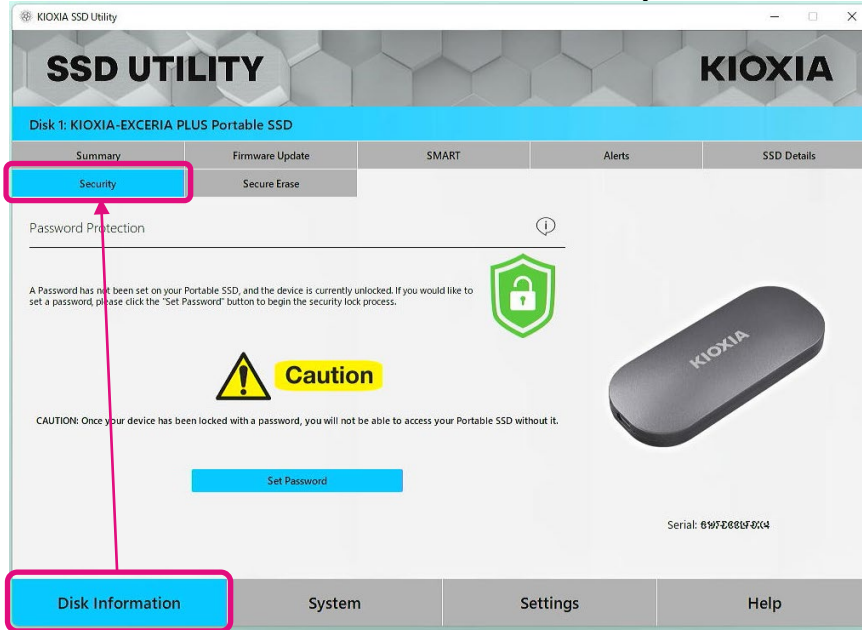 KIOXIA SSD Utility
SSD UTILITY
KIOXIA
Disk 1: KIOXIA-EXCERIA PLUS Portable SSD
Summary
Firmware Update
SMART
Alerts
SSD Details
Security
Secure Erase
Password Protection
A Password has not been set on your Portable SSD, and the device is currently unlocked. If you would like to
set a password, please click the "Set Password" button to begin the security lock process.
Caution
CAUTION: Once your device has been locked with a password, you will not be able to access your Portable SSD without it.
Set Password
KIOXIA
Serial:
Disk Information
System
Settings
Help